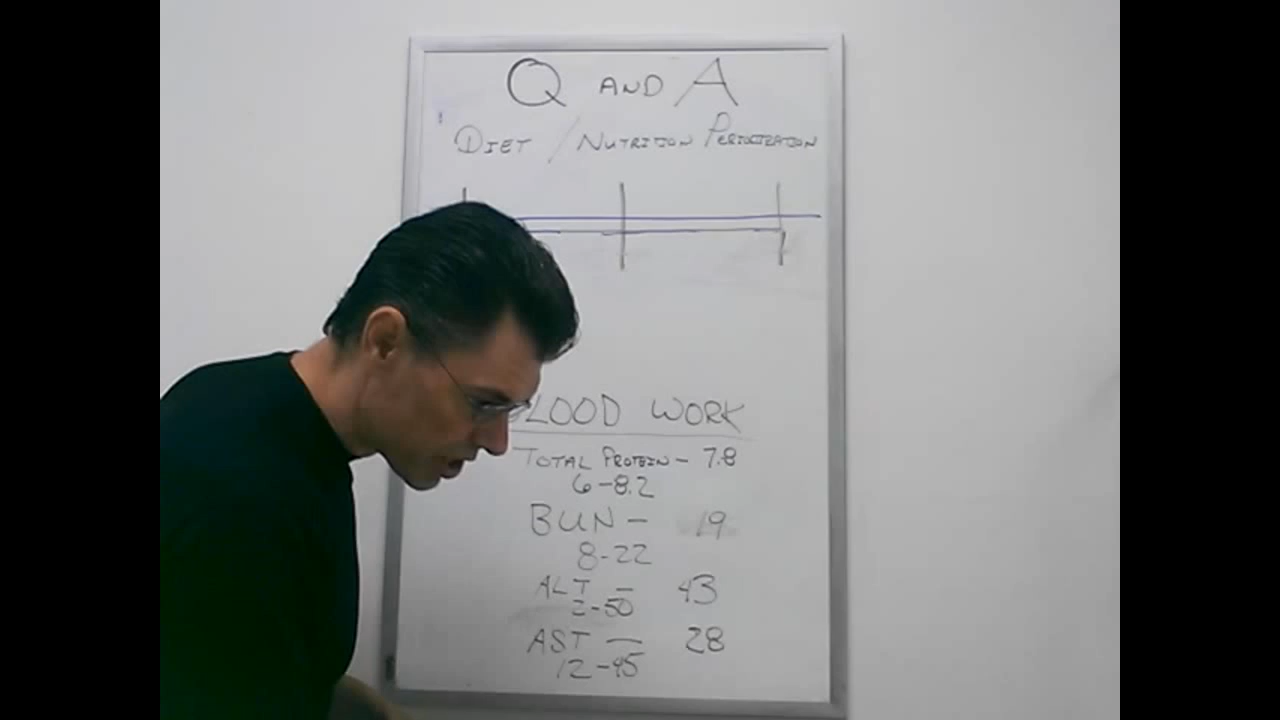 Q AND A
DIET / NUTRITION PERIODIZATION
LOOD WORK
TOTAL PROTEIN - 7.8
6-8.2
BUN - 19
8-22
ALT - 43
2-50
AST - 28
12-45